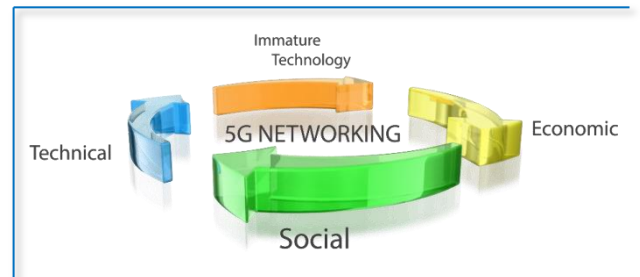 Immature
Technology
5G NETWORKING
Economic
Technical
Social